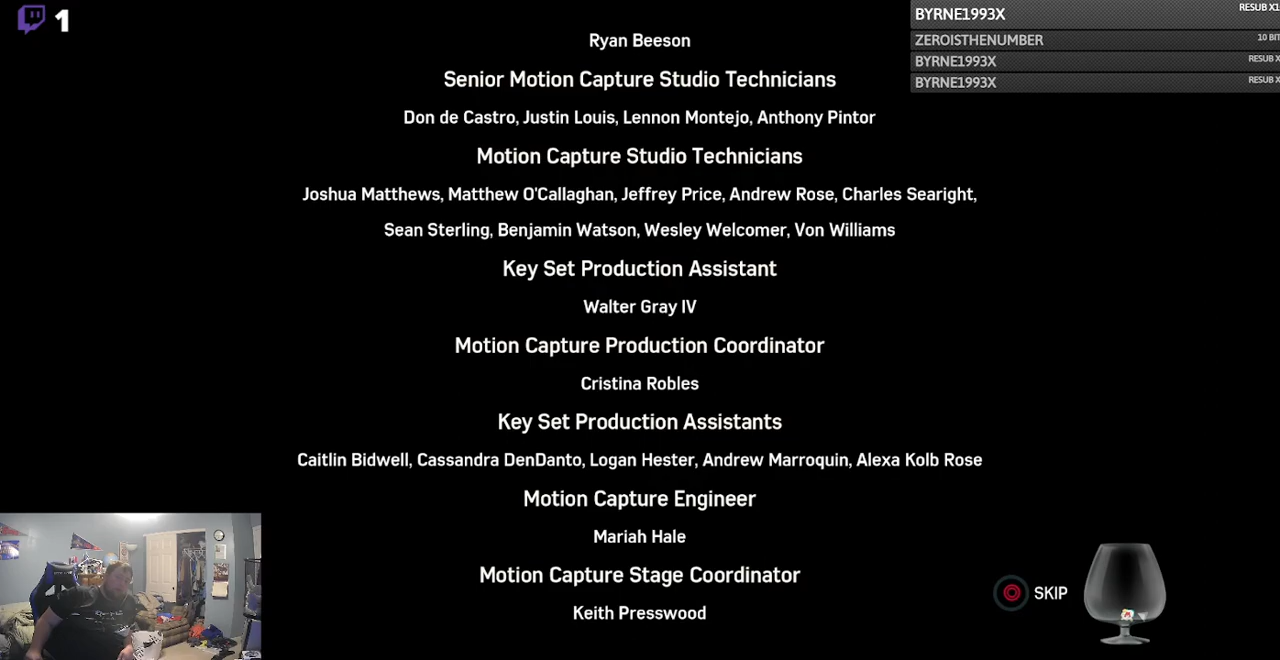 1
BYRNE1993X RESUB X1
ZEROISTHENUMBER 10 BIT
BYRNE1993X RESUB X
BYRNE1993X RESUB X
Ryan Beeson
Senior Motion Capture Studio Technicians
Don de Castro, Justin Louis, Lennon Montejo, Anthony Pintor
Motion Capture Studio Technicians
Joshua Matthews, Matthew O'Callaghan, Jeffrey Price, Andrew Rose, Charles Searight,
Sean Sterling, Benjamin Watson, Wesley Welcomer, Von Williams
Key Set Production Assistant
Walter Gray IV
Motion Capture Production Coordinator
Cristina Robles
Key Set Production Assistants
Caitlin Bidwell, Cassandra DenDanto, Logan Hester, Andrew Marroquin, Alexa Kolb Rose
Motion Capture Engineer
Mariah Hale
Motion Capture Stage Coordinator
Keith Presswood
SKIP